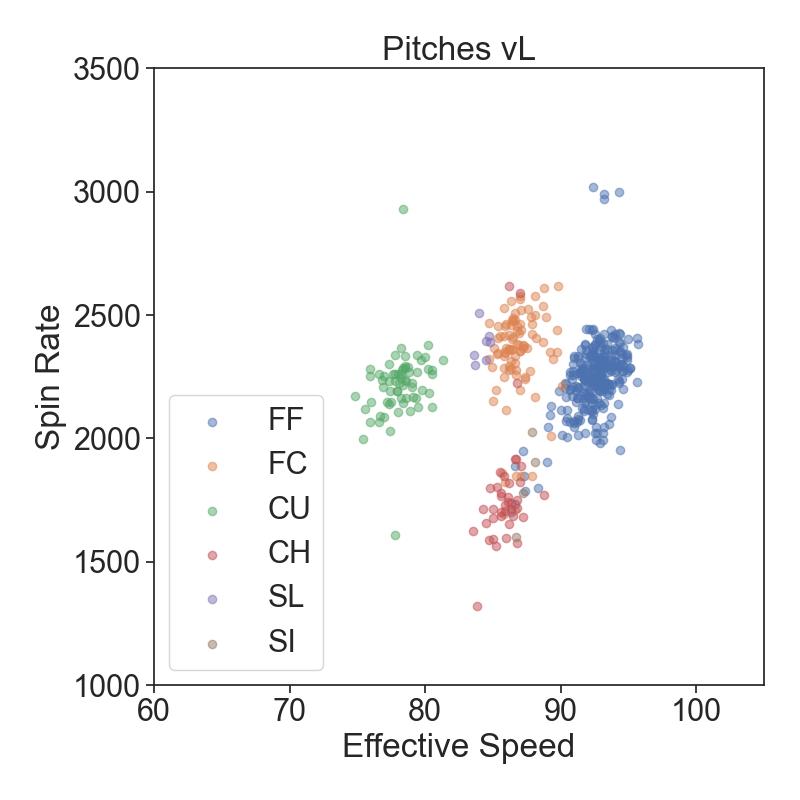 Pitches vL
3500
3000
2500
2000
1500
1000
Spin Rate
FF
FC
CU
CH
SL
SI
60 70 80 90 100
Effective Speed